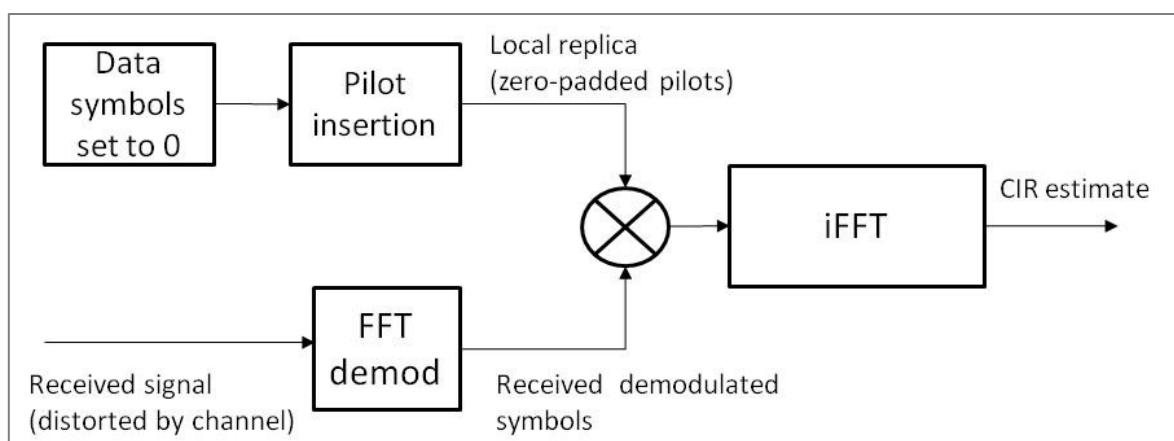 Data
symbols
set to 0
Pilot
insertion
Local replica
(zero-padded pilots)
iFFT
CIR estimate
FFT
demod
Received signal
(distorted by channel)
Received demodulated
symbols